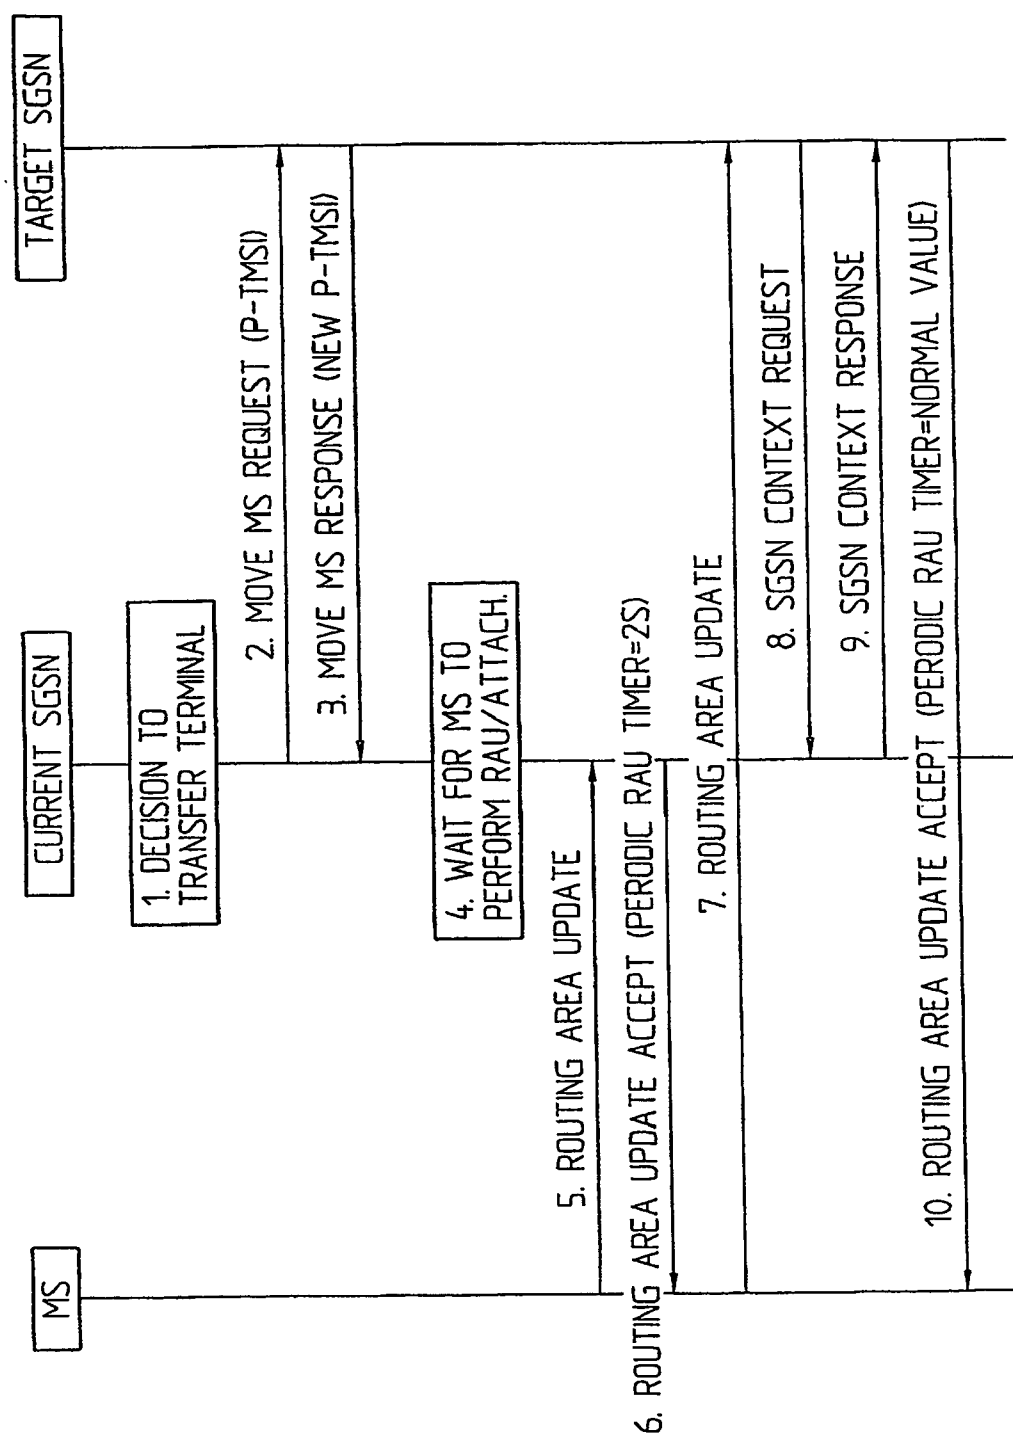 MS
CURRENT SGSN
TARGET SGSN
1. DECISION TO
TRANSFER TERMINAL
2. MOVE MS REQUEST (P-TMSI)
3. MOVE MS RESPONSE (NEW P-TMSI)
4. WAIT FOR MS TO
PERFORM RAU/ATTACH.
5. ROUTING AREA UPDATE
6. ROUTING AREA UPDATE ACCEPT (PERODIC RAU TIMER=2S)
7. ROUTING AREA UPDATE
8. SGSN CONTEXT REQUEST
9. SGSN CONTEXT RESPONSE
10. ROUTING AREA UPDATE ACCEPT (PERODIC RAU TIMER=NORMAL VALUE)